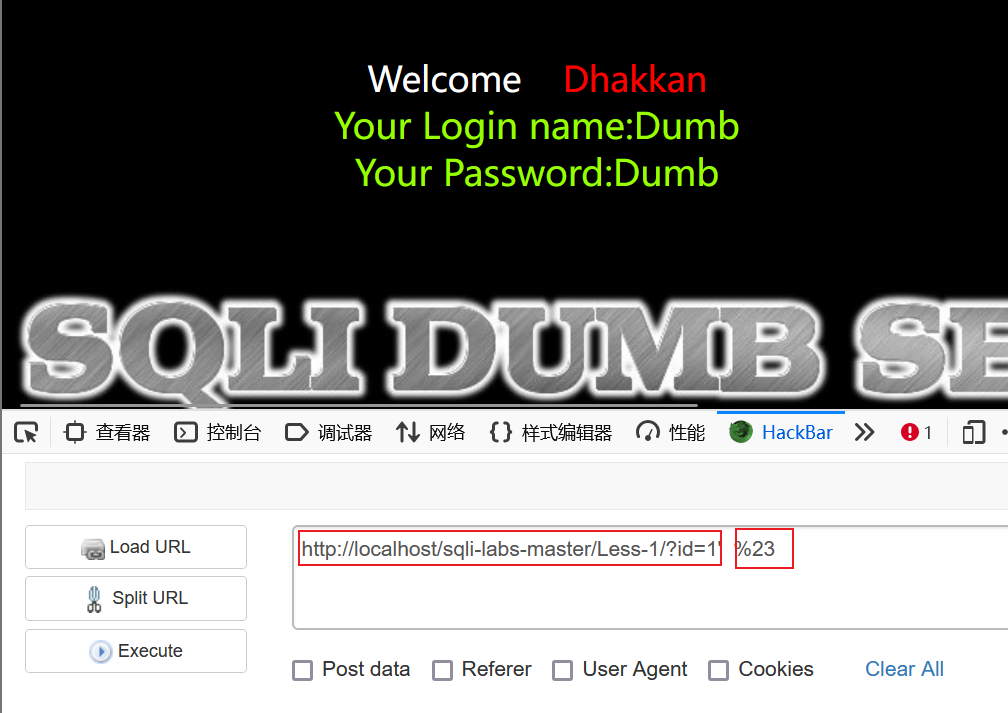 Welcome Dhakkan
Your Login name:Dumb
Your Password:Dumb
SQLI DUMB SE
查看器 控制台 调试器 网络 样式编辑器 性能 HackBar 1
Load URL
http://localhost/sqli-labs-master/Less-1/?id=1' %23
Split URL
Execute
Post data Referer User Agent Cookies Clear All